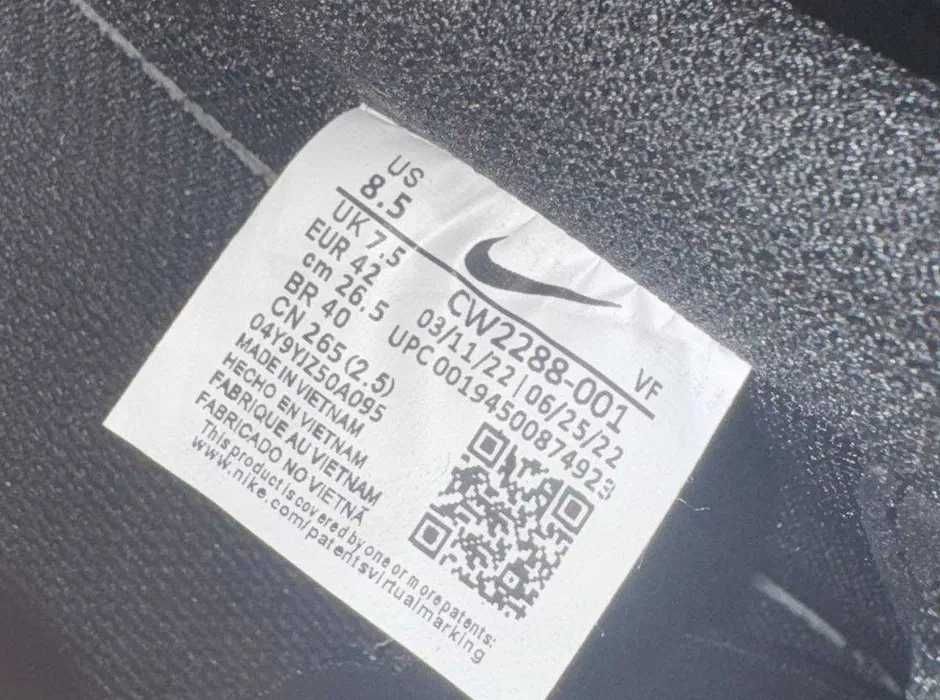 US
8.5
UK 7.5
EUR 42
cm 26.5
BR 40
CN 265 (2.5)
04Y9YJZ50A095
MADE IN VIETNAM
HECHO EN VIETNAM
FABRIQUE AU VIETNAM
FABRICADO NO VIETNÃ
This product is covered by one or more patents:
www.nike.com/patentsvirtualmarking
VF
CW2288-001
03/11/22 | 06/25/22
UPC 00194500874923